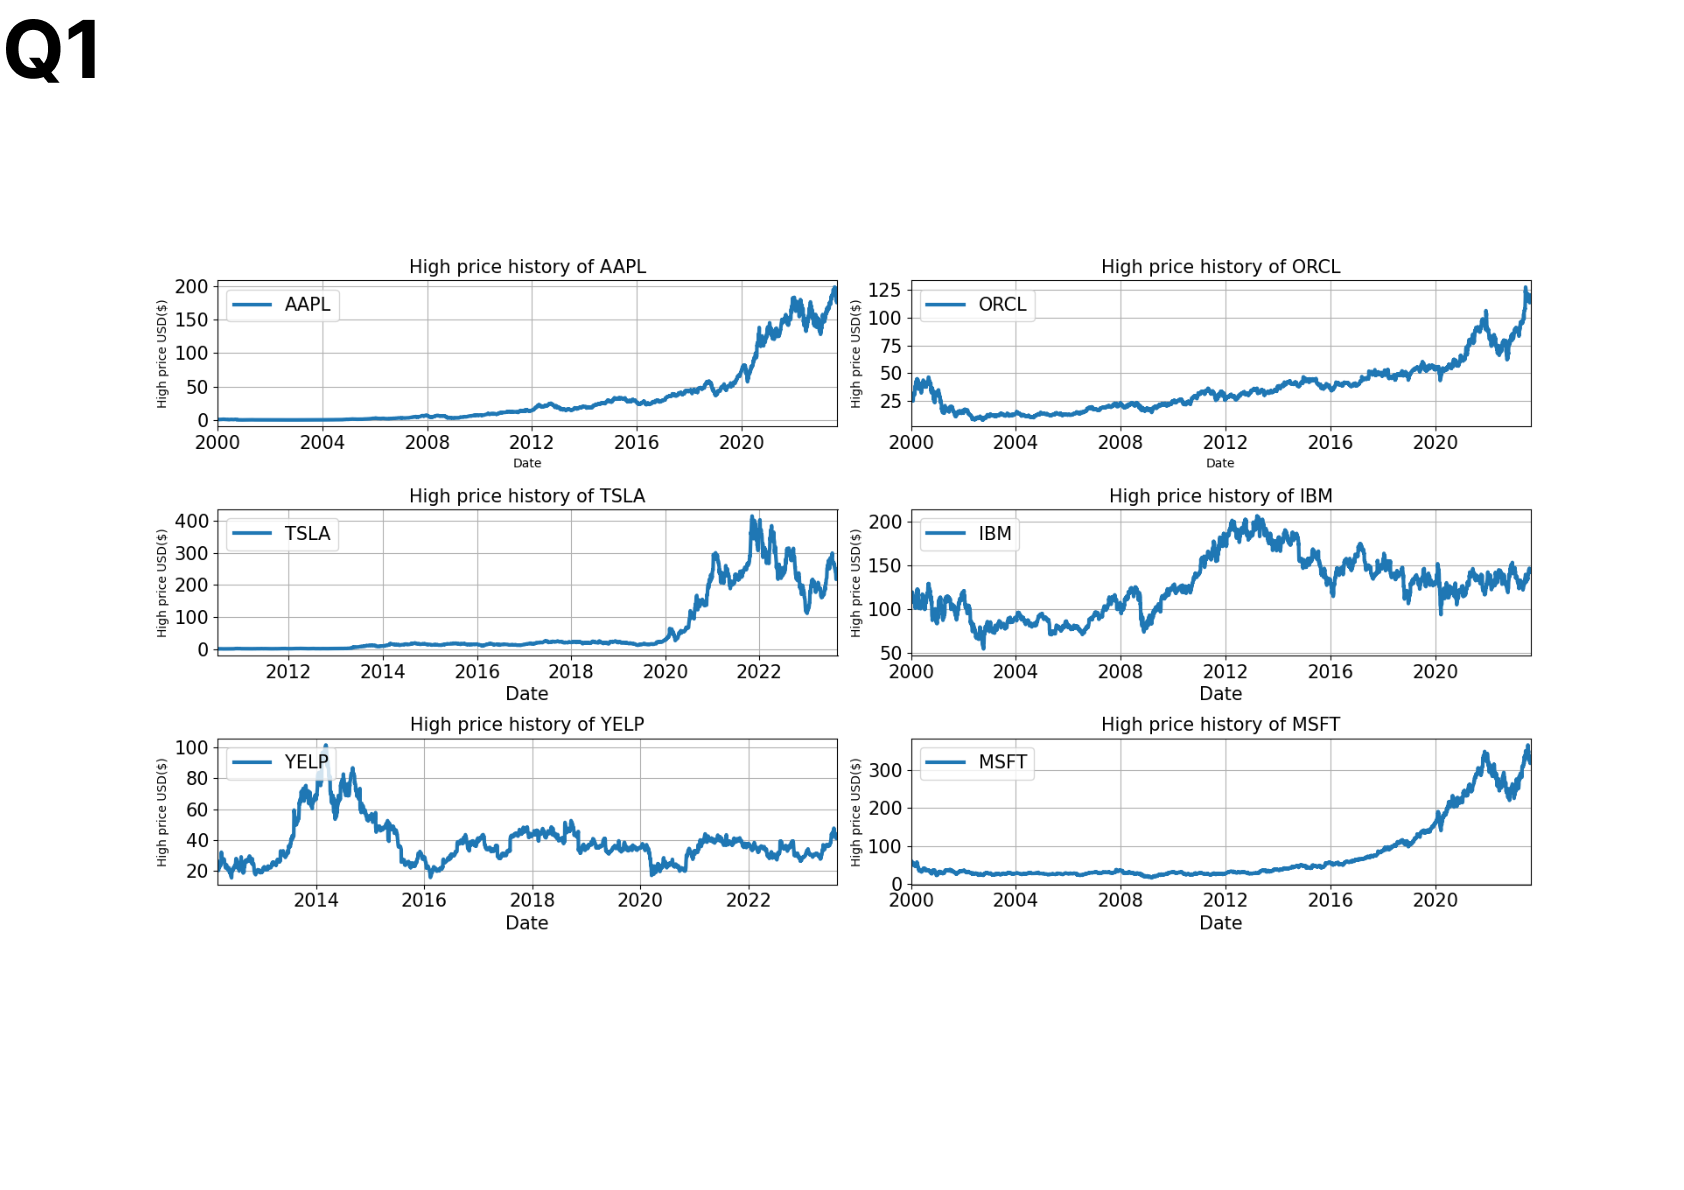 Q1
High price history of AAPL
High price USD($)
200
150
100
50
0
AAPL
2000 2004 2008 2012 2016 2020
Date
High price history of ORCL
High price USD($)
125
100
75
50
25
ORCL
2000 2004 2008 2012 2016 2020
Date
High price history of TSLA
High price USD($)
400
300
200
100
0
TSLA
2012 2014 2016 2018 2020 2022
Date
High price history of IBM
High price USD($)
200
150
100
50
IBM
2000 2004 2008 2012 2016 2020
Date
High price history of YELP
High price USD($)
100
80
60
40
20
YELP
2014 2016 2018 2020 2022
Date
High price history of MSFT
High price USD($)
300
200
100
0
MSFT
2000 2004 2008 2012 2016 2020
Date